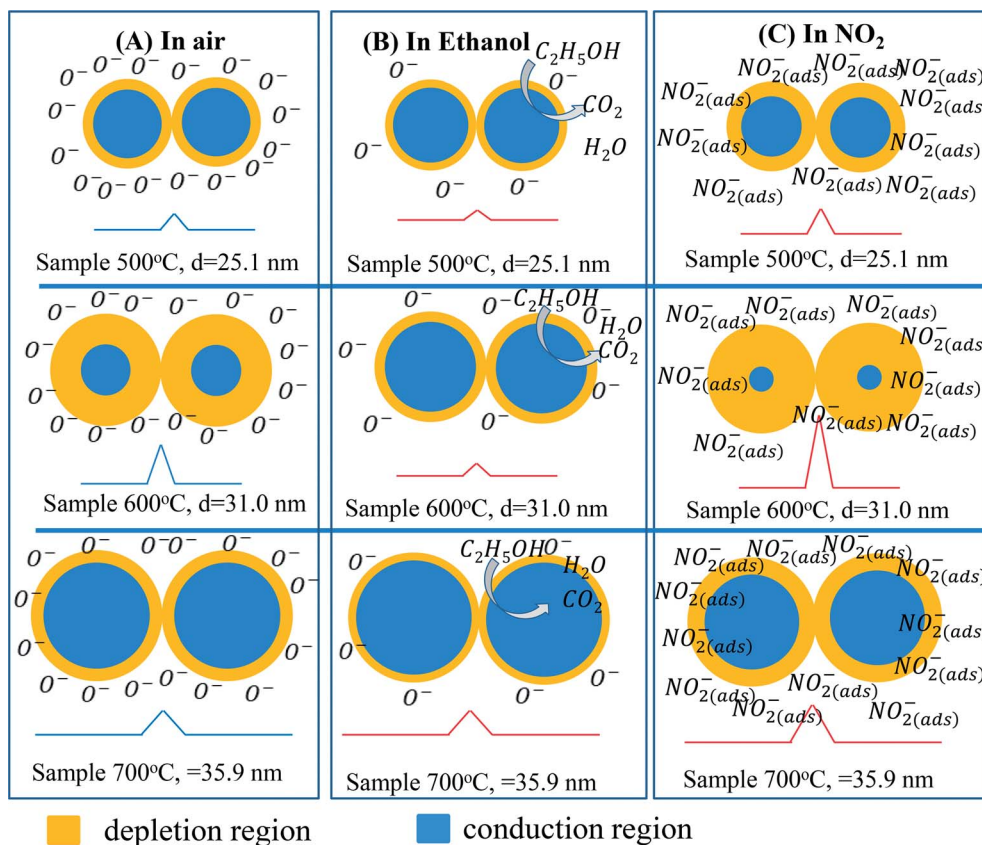 (A) In air
O⁻ O⁻ O⁻ O⁻ O⁻
O⁻ O⁻
O⁻ O⁻
O⁻ O⁻
O⁻
O⁻ O⁻ O⁻ O⁻ O⁻ O⁻ O⁻
Sample 500°C, d=25.1 nm
(B) In Ethanol
C₂H₅OH
O⁻ O⁻
CO₂
O⁻ H₂O
O⁻ O⁻
Sample 500°C, d=25.1 nm
(C) In NO₂
NO₂₍ads₎⁻ NO₂₍ads₎⁻ NO₂₍ads₎⁻
NO₂₍ads₎⁻ NO₂₍ads₎⁻
NO₂₍ads₎⁻ NO₂₍ads₎⁻
NO₂₍ads₎⁻ NO₂₍ads₎⁻ NO₂₍ads₎⁻
Sample 500°C, d=25.1 nm
O⁻ O⁻ O⁻ O⁻
O⁻ O⁻
O⁻ O⁻
O⁻ O⁻
O⁻ O⁻ O⁻ O⁻
Sample 600°C, d=31.0 nm
O⁻ C₂H₅OH
O⁻
H₂O
O⁻ CO₂
O⁻
O⁻ O⁻
Sample 600°C, d=31.0 nm
NO₂₍ads₎⁻ NO₂₍ads₎⁻ NO₂₍ads₎⁻
NO₂₍ads₎⁻
NO₂₍ads₎⁻ NO₂₍ads₎⁻
NO₂₍ads₎⁻ NO₂₍ads₎⁻
NO₂₍ads₎⁻
Sample 600°C, d=31.0 nm
O⁻ O⁻ O⁻ O⁻ O⁻
O⁻ O⁻
O⁻ O⁻
O⁻ O⁻ O⁻ O⁻ O⁻ O⁻
Sample 700°C, =35.9 nm
O⁻ C₂H₅OH O⁻
H₂O
CO₂
O⁻
O⁻ O⁻ O⁻
Sample 700°C, =35.9 nm
NO₂₍ads₎⁻ NO₂₍ads₎⁻ NO₂₍ads₎⁻
NO₂₍ads₎⁻ NO₂₍ads₎⁻
NO₂₍ads₎⁻ NO₂₍ads₎⁻
NO₂₍ads₎⁻ NO₂₍ads₎⁻ NO₂₍ads₎⁻
NO₂₍ads₎⁻ NO₂₍ads₎⁻
Sample 700°C, =35.9 nm
depletion region
conduction region